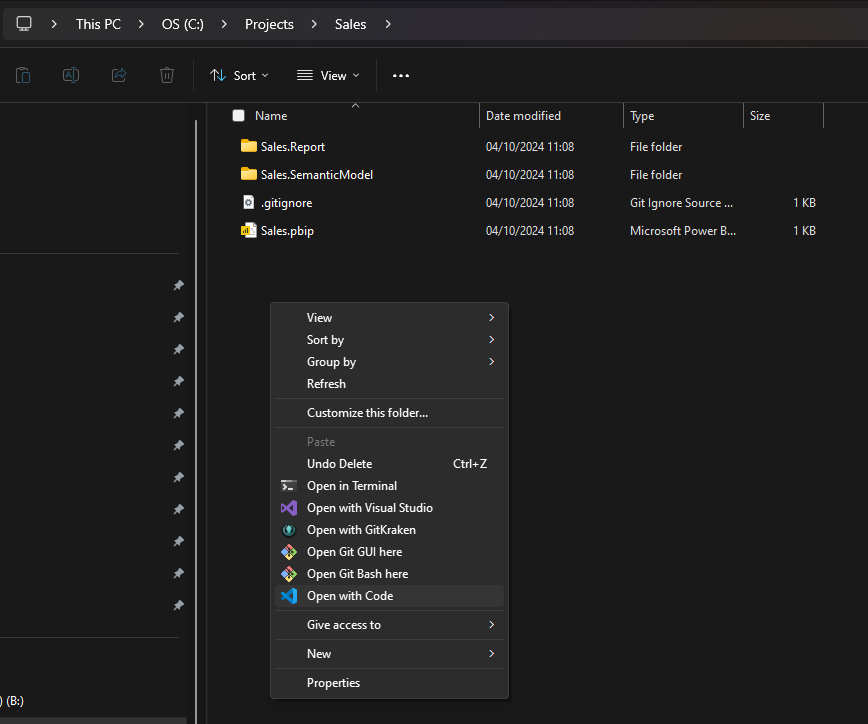 This PC > OS (C:) > Projects > Sales >
Sort View ...
Name Date modified Type Size
Sales.Report 04/10/2024 11:08 File folder
Sales.SemanticModel 04/10/2024 11:08 File folder
.gitignore 04/10/2024 11:08 Git Ignore Source ... 1 KB
Sales.pbip 04/10/2024 11:08 Microsoft Power B... 1 KB
View
Sort by
Group by
Refresh
Customize this folder...
Paste
Undo Delete Ctrl+Z
Open in Terminal
Open with Visual Studio
Open with GitKraken
Open Git GUI here
Open Git Bash here
Open with Code
Give access to
New
Properties
) (B:)